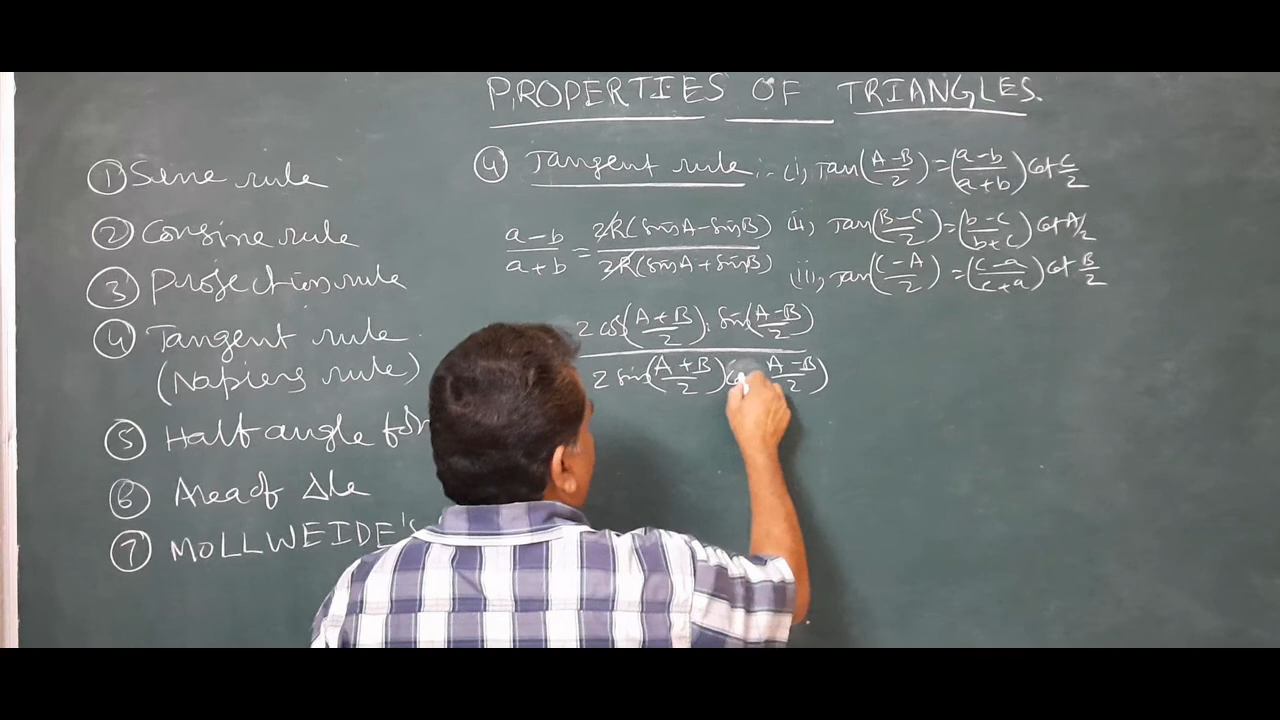 PROPERTIES OF TRIANGLES.
① Sine rule
② Consine rule
③ Projection rule
④ Tangent rule
(Napiers rule)
⑤ Half angle for
⑥ Area of Δle
⑦ MOLLWEIDE's
④ Tangent rule :- (i) Tan((A-B)/2) = ((a-b)/(a+b)) Cot C/2
(ii) Tan((B-C)/2) = ((b-c)/(b+c)) Cot A/2
(iii) Tan((C-A)/2) = ((c-a)/(c+a)) Cot B/2
(a-b)/(a+b) = 2R(SinA-SinB)/2R(SinA+SinB)
2 cos((A+B)/2). Sin((A-B)/2)
2 sin((A+B)/2) Co A-B/2)